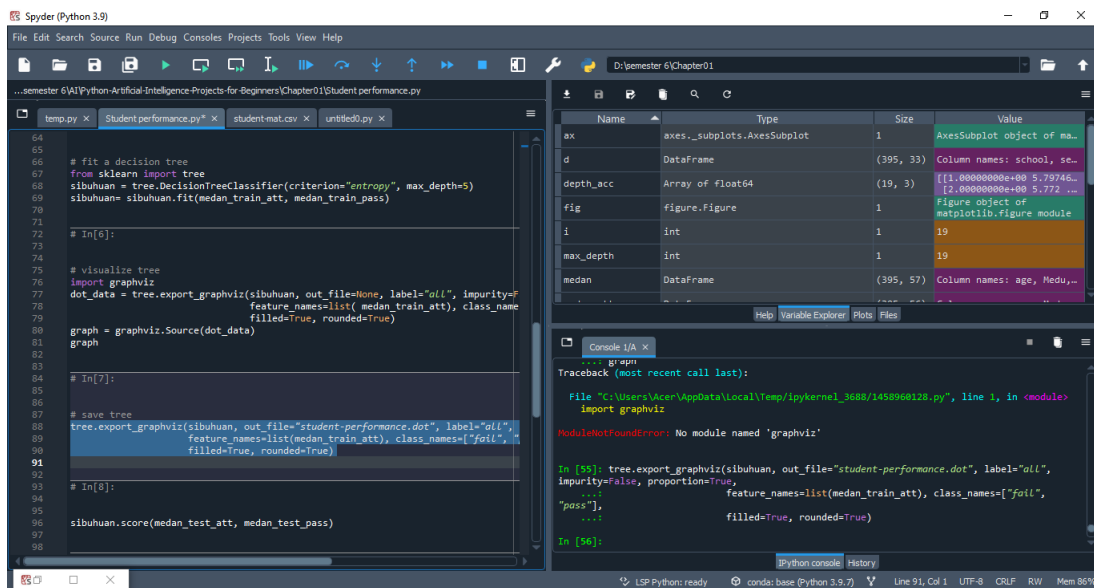 Spyder (Python 3.9)
File Edit Search Source Run Debug Consoles Projects Tools View Help
D:\semester 6\Chapter01
...semester 6\AI\Python-Artificial-Intelligence-Projects-for-Beginners\Chapter01\Student performance.py
temp.py
Student performance.py*
student-mat.csv
untitled0.py
64
65
66 # fit a decision tree
67 from sklearn import tree
68 sibuhuan = tree.DecisionTreeClassifier(criterion="entropy", max_depth=5)
69 sibuhuan= sibuhuan.fit(medan_train_att, medan_train_pass)
70
71
72 # In[6]:
73
74
75 # visualize tree
76 import graphviz
77 dot_data = tree.export_graphviz(sibuhuan, out_file=None, label="all", impurity=F
78 feature_names=list( medan_train_att), class_name
79 filled=True, rounded=True)
80 graph = graphviz.Source(dot_data)
81 graph
82
83
84 # In[7]:
85
86
87 # save tree
88 tree.export_graphviz(sibuhuan, out_file="student-performance.dot", label="all",
89 feature_names=list(medan_train_att), class_names=["fail", "
90 filled=True, rounded=True)
91
92
93 # In[8]:
94
95
96 sibuhuan.score(medan_test_att, medan_test_pass)
97
98
Name Type Size Value
ax axes._subplots.AxesSubplot 1 AxesSubplot object of ma...
d DataFrame (395, 33) Column names: school, se...
depth_acc Array of float64 (19, 3) [[1.00000000e+00 5.79746...
[2.00000000e+00 5.772 ...
fig figure.Figure 1 Figure object of
matplotlib.figure module
i int 1 19
max_depth int 1 19
medan DataFrame (395, 57) Column names: age, Medu,...
Help Variable Explorer Plots Files
Console 1/A
...: graph
Traceback (most recent call last):
File "C:\Users\Acer\AppData\Local\Temp/ipykernel_3688/1458960128.py", line 1, in <module>
import graphviz
ModuleNotFoundError: No module named 'graphviz'
In [55]: tree.export_graphviz(sibuhuan, out_file="student-performance.dot", label="all",
impurity=False, proportion=True,
...: feature_names=list(medan_train_att), class_names=["fail",
"pass"],
...: filled=True, rounded=True)
In [56]:
IPython console History
LSP Python: ready conda: base (Python 3.9.7) Line 91, Col 1 UTF-8 CRLF RW Mem 86%